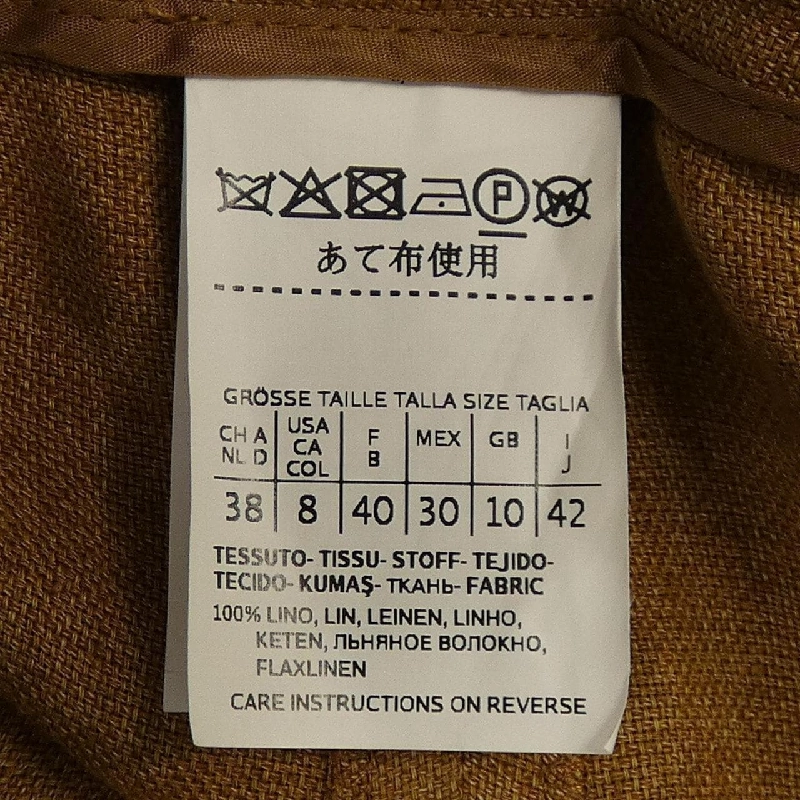 P W
あて布使用
GRÖSSE TAILLE TALLA SIZE TAGLIA
CH A NL D USA CA COL F B MEX GB I J
38 8 40 30 10 42
TESSUTO- TISSU- STOFF- TEJIDO-
TECIDO- KUMAŞ- ТКАНЬ- FABRIC
100% LINO, LIN, LEINEN, LINHO,
KETEN, ЛЬНЯНОЕ ВОЛОКНО,
FLAXLINEN
CARE INSTRUCTIONS ON REVERSE